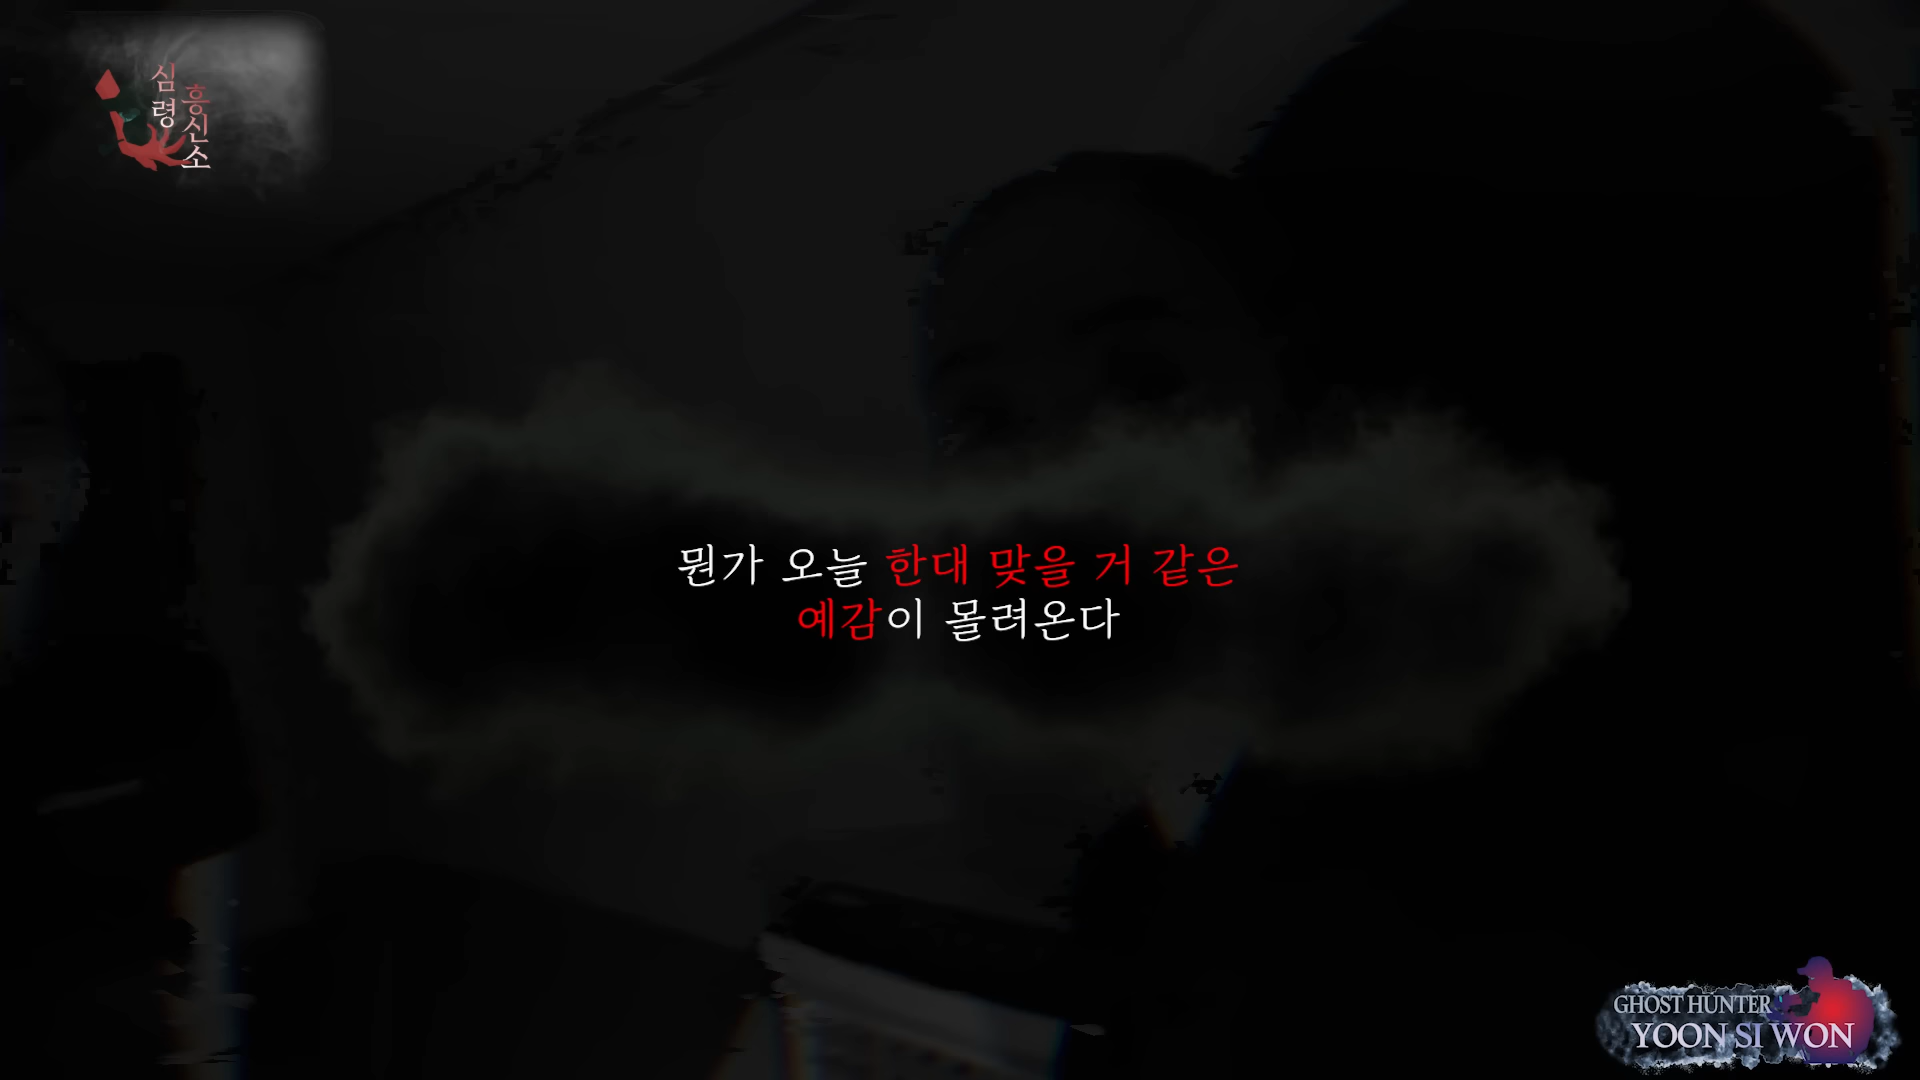 심령
흥신소
뭔가 오늘 한대 맞을 거 같은
예감이 몰려온다
GHOST HUNTER
YOON SI WON